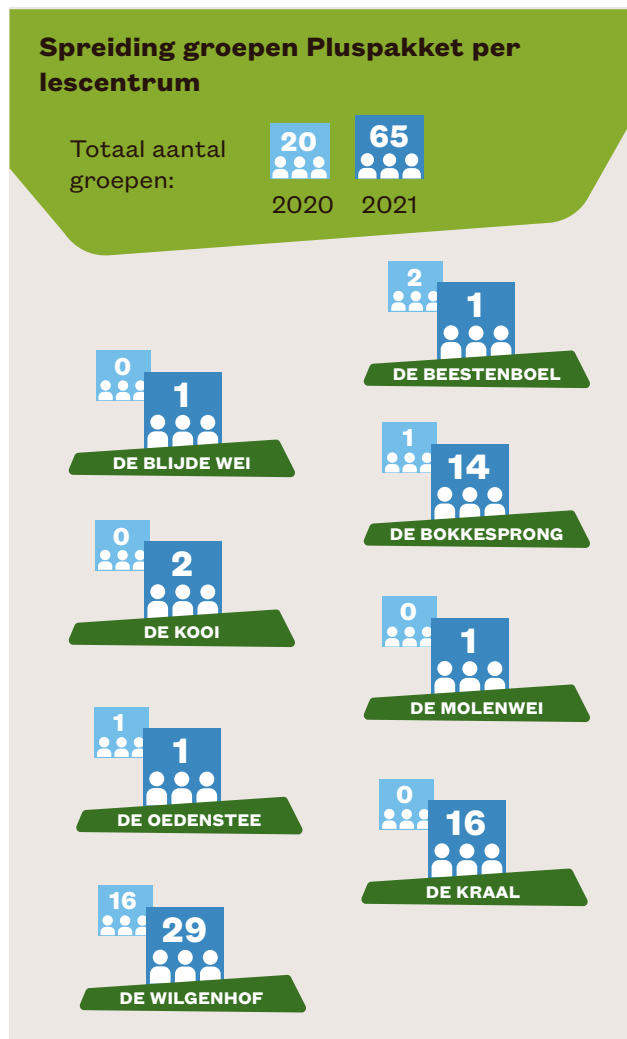 Spreiding groepen Pluspakket per
lescentrum
Totaal aantal
groepen:
20
65
2020
2021
2
1
DE BEESTENBOEL
0
1
DE BLIJDE WEI
1
14
DE BOKKESPRONG
0
2
DE KOOI
0
1
DE MOLENWEI
1
1
DE OEDENSTEE
0
16
DE KRAAL
16
29
DE WILGENHOF